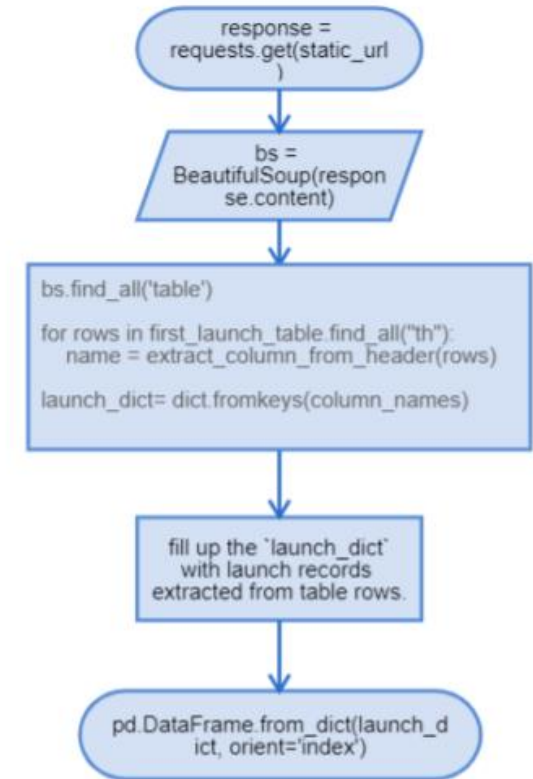 response =
requests.get(static_url
)
bs =
BeautifulSoup(respon
se.content)
bs.find_all('table')
for rows in first_launch_table.find_all("th"):
name = extract_column_from_header(rows)
launch_dict= dict.fromkeys(column_names)
fill up the `launch_dict`
with launch records
extracted from table rows.
pd.DataFrame.from_dict(launch_d
ict, orient='index')